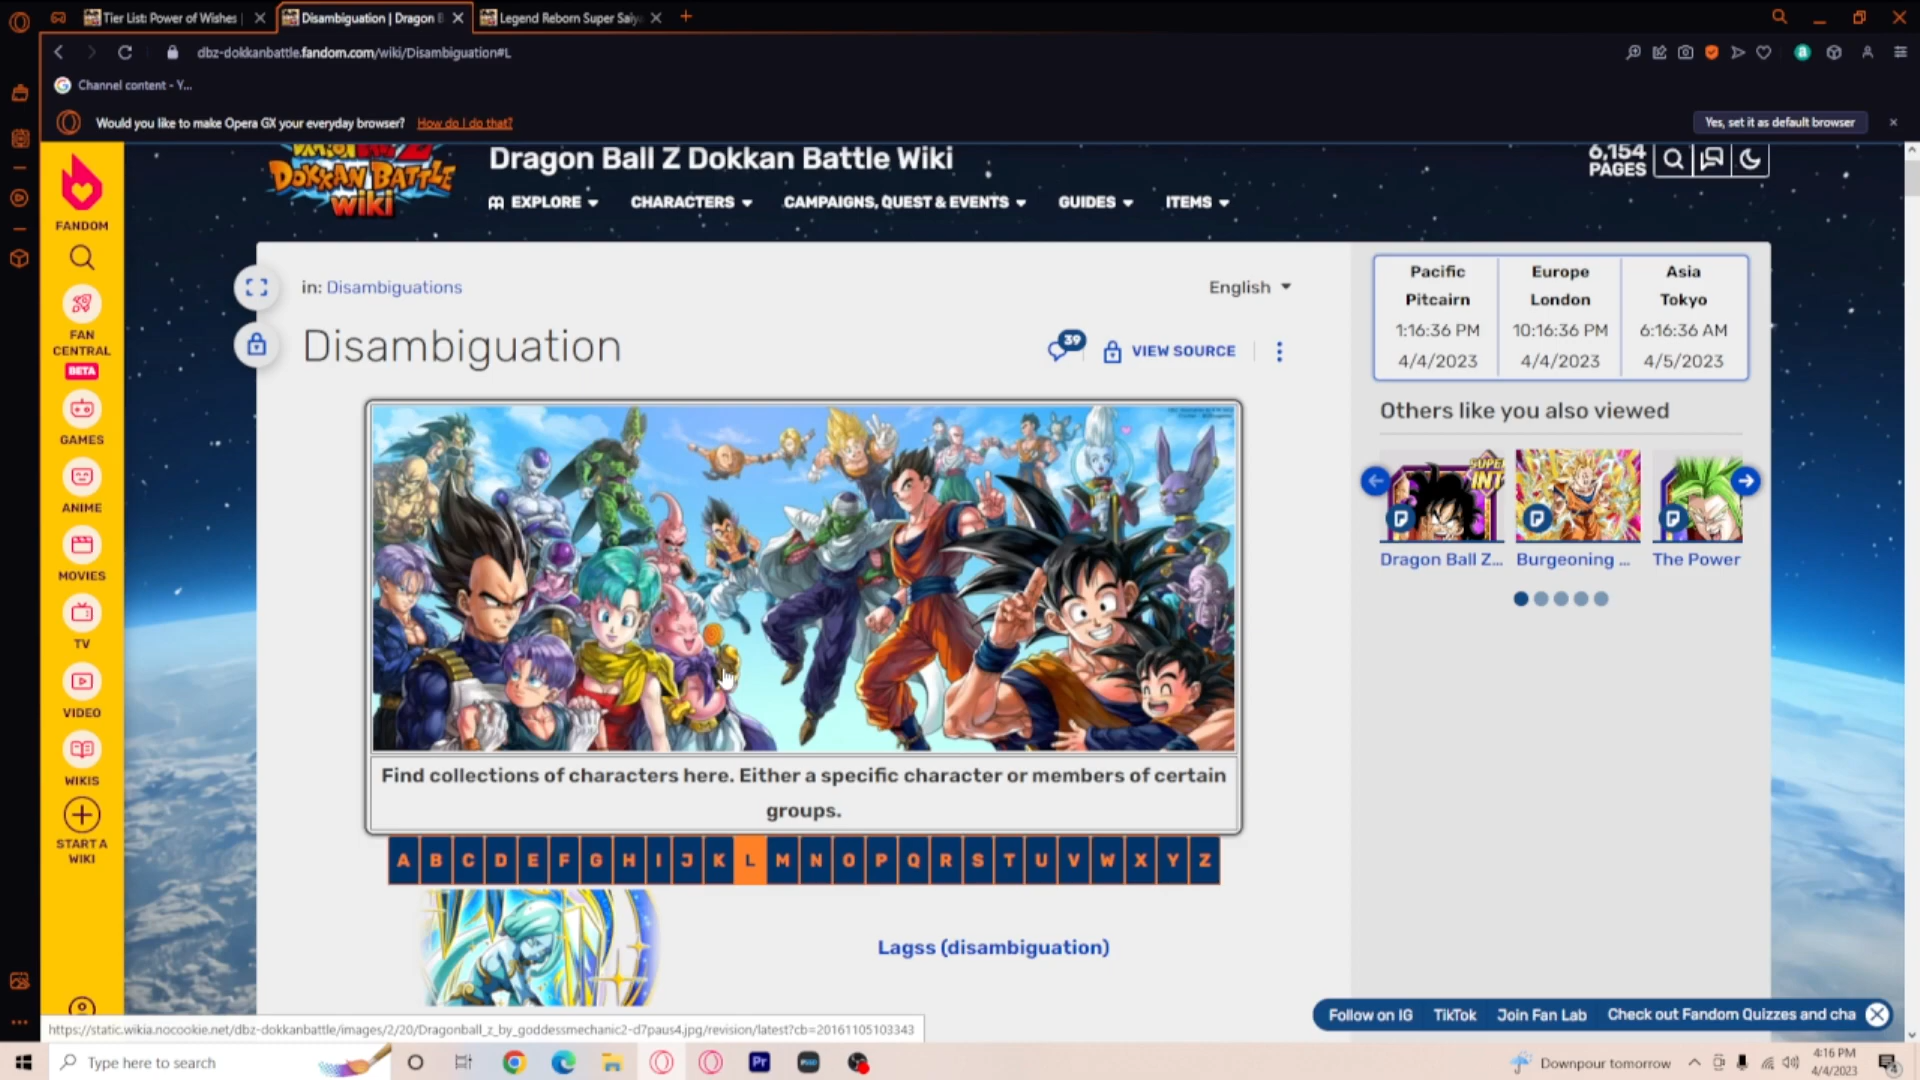 Tier List: Power of Wishes |
Disambiguation | Dragon B
Legend Reborn Super Saiy
dbz-dokkanbattle.fandom.com/wiki/Disambiguation#L
Channel content - Y...
Would you like to make Opera GX your everyday browser? How do I do that?
Yes, set it as default browser
DOKKAN BATTLE
WIKI
Dragon Ball Z Dokkan Battle Wiki
6,154
PAGES
EXPLORE
CHARACTERS
CAMPAIGNS, QUEST & EVENTS
GUIDES
ITEMS
FANDOM
FAN
CENTRAL
BETA
GAMES
ANIME
MOVIES
TV
VIDEO
WIKIS
START A
WIKI
in: Disambiguations
English
Disambiguation
39
VIEW SOURCE
Find collections of characters here. Either a specific character or members of certain
groups.
A B C D E F G H I J K L M N O P Q R S T U V W X Y Z
Lagss (disambiguation)
Pacific
Pitcairn
1:16:36 PM
4/4/2023
Europe
London
10:16:36 PM
4/4/2023
Asia
Tokyo
6:16:36 AM
4/5/2023
Others like you also viewed
SUPER
INT
Dragon Ball Z...
Burgeoning ...
The Power
Follow on IG
TikTok
Join Fan Lab
Check out Fandom Quizzes and cha
https://static.wikia.nocookie.net/dbz-dokkanbattle/images/2/20/Dragonball_z_by_goddessmechanic2-d7paus4.jpg/revision/latest?cb=20161105103343
Type here to search
Pr
Downpour tomorrow
4:16 PM
4/4/2023
4